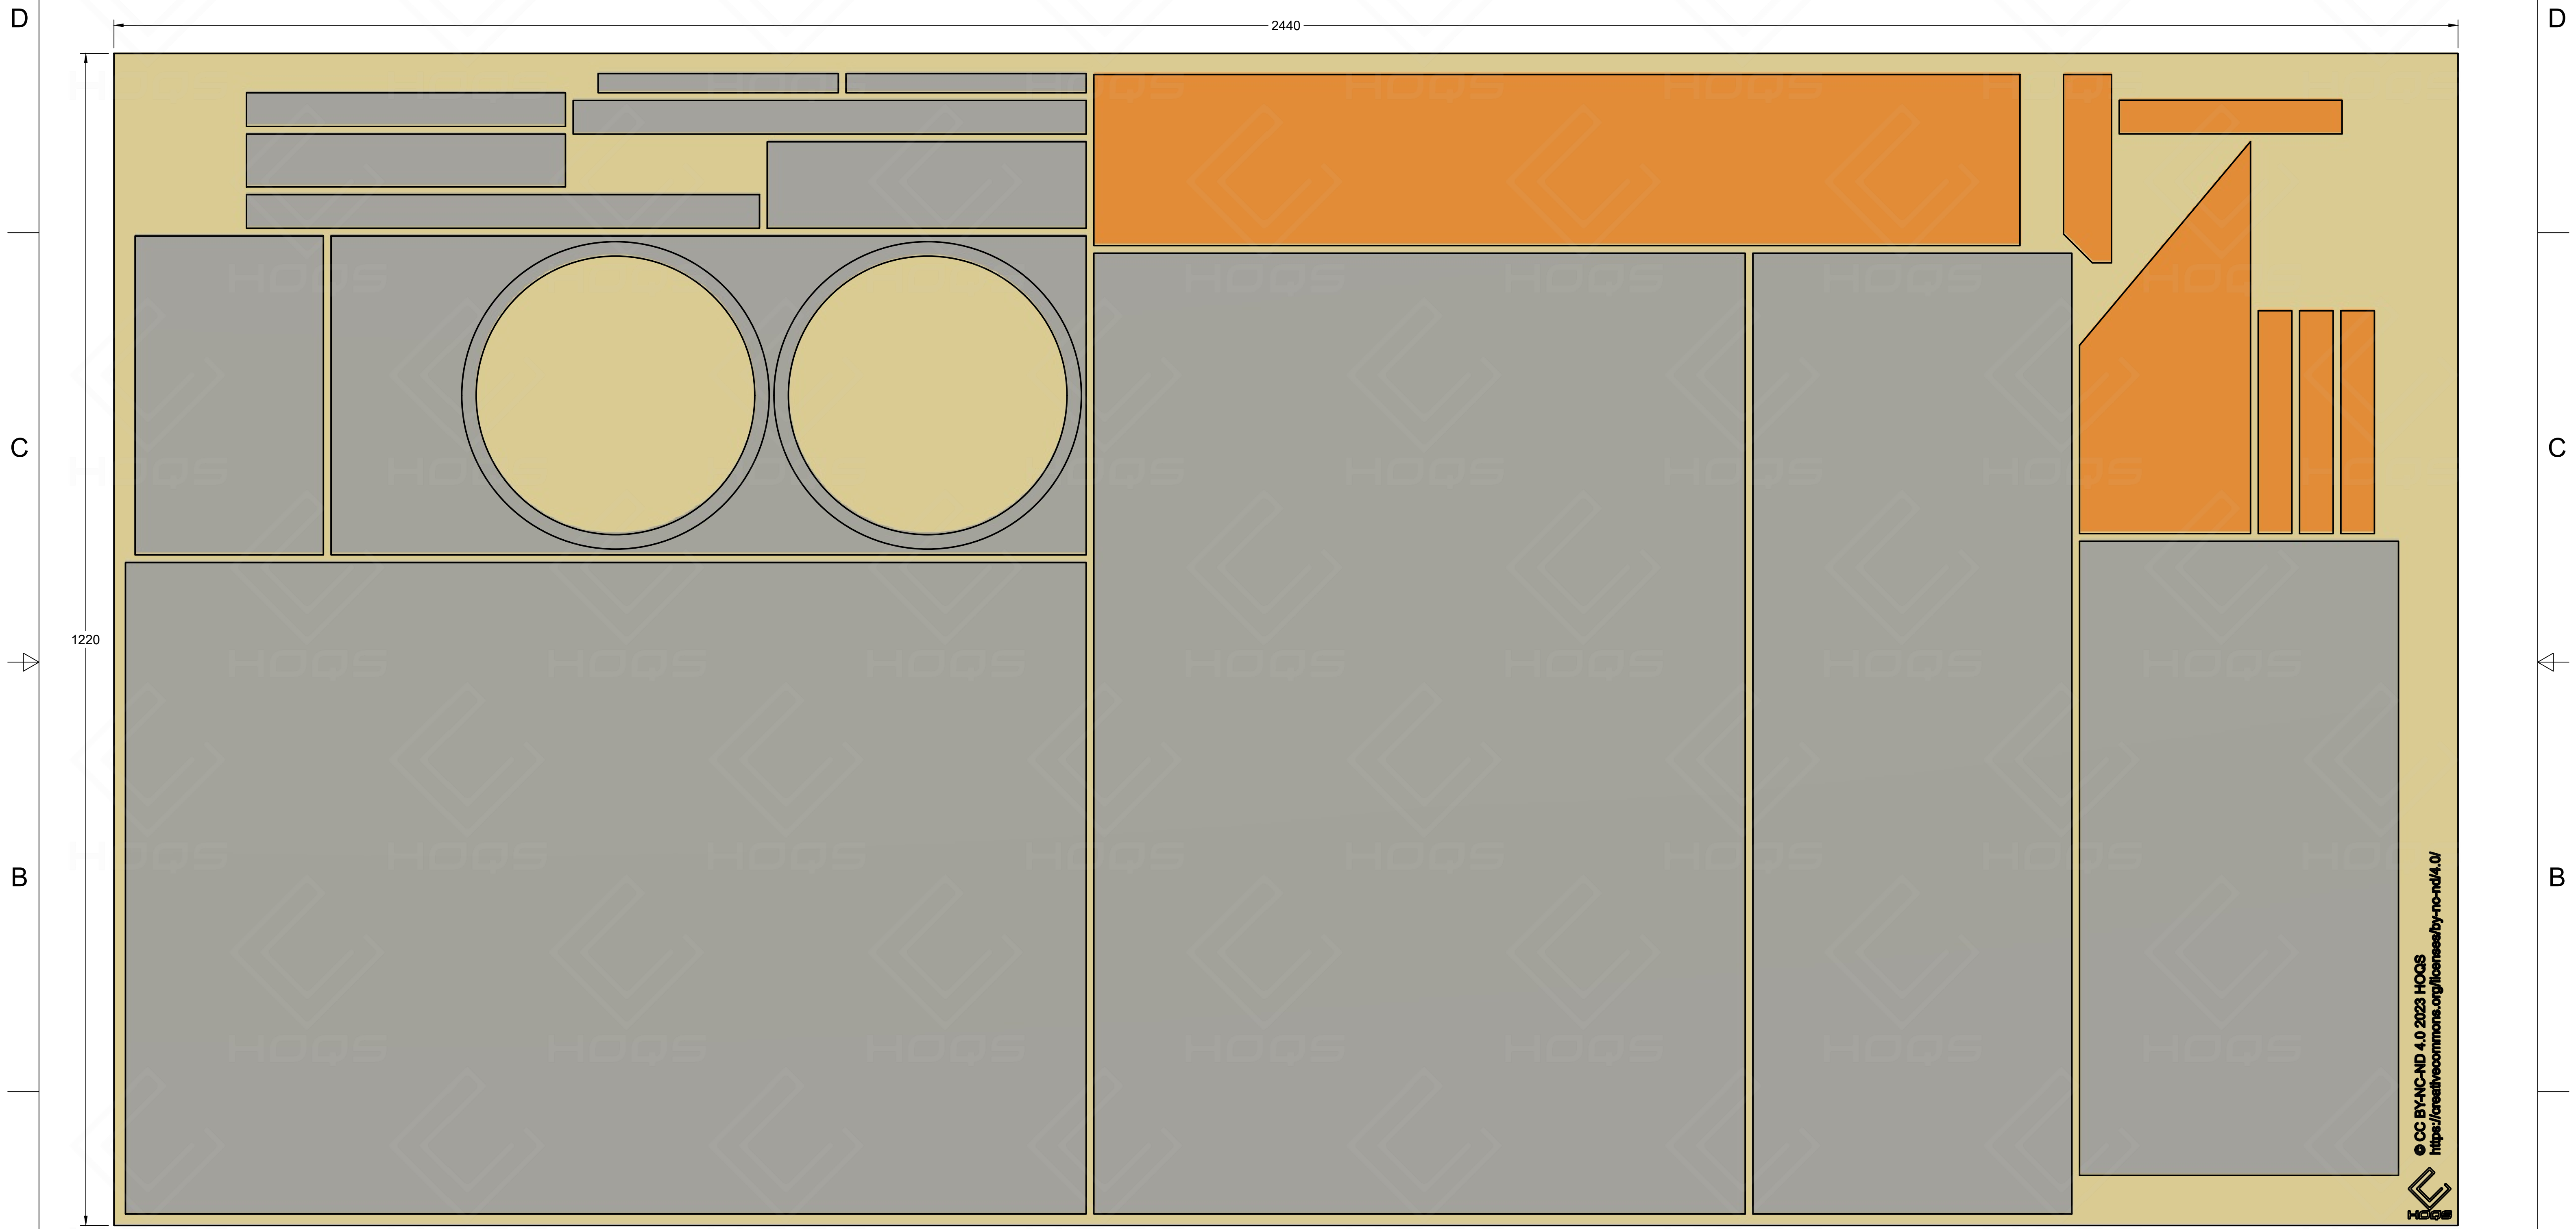 D
D
2440
C
C
1220
B
B
© CC BY-NC-ND 4.0 2023 HOQS
https://creativecommons.org/licenses/by-nc-nd/4.0/
HOQS